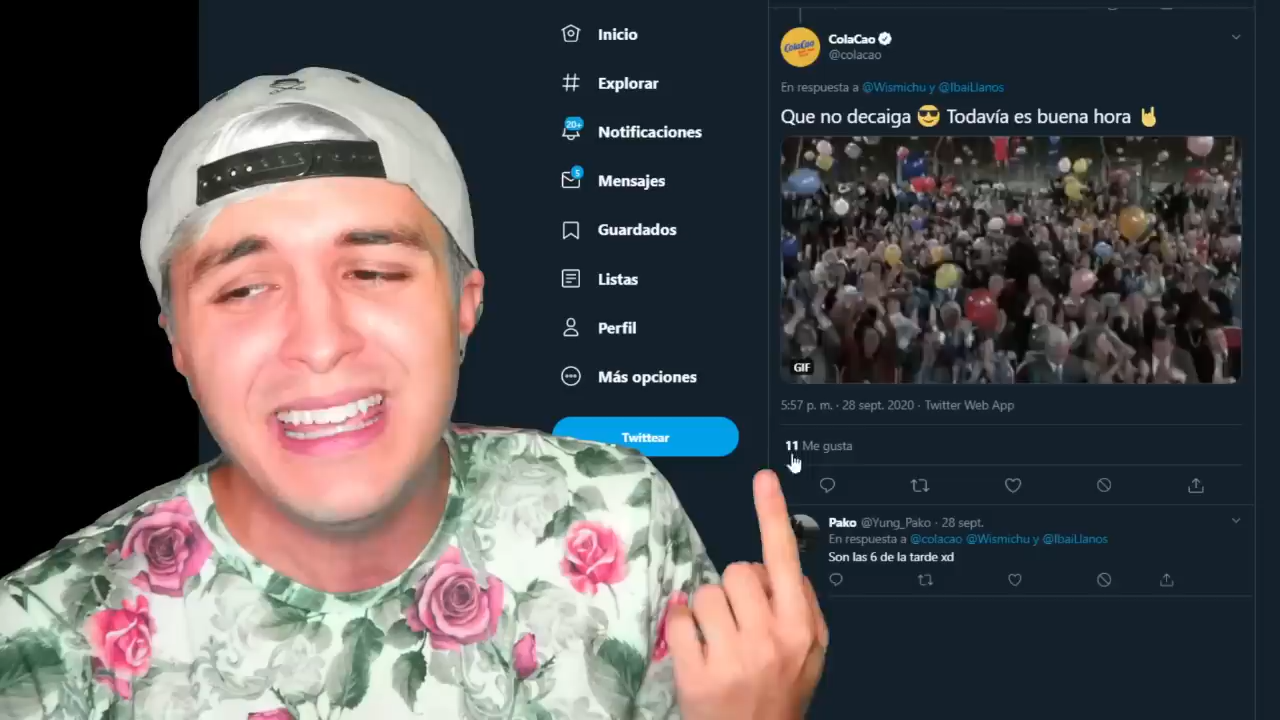 Inicio
Explorar
20+
Notificaciones
5
Mensajes
Guardados
Listas
Perfil
Más opciones
Twittear
ColaCao
ColaCao
@colacao
En respuesta a @Wismichu y @IbaiLlanos
Que no decaiga 😎 Todavía es buena hora 🤘
GIF
5:57 p. m. · 28 sept. 2020 · Twitter Web App
11 Me gusta
Pako @Yung_Pako · 28 sept.
En respuesta a @colacao @Wismichu y @IbaiLlanos
Son las 6 de la tarde xd